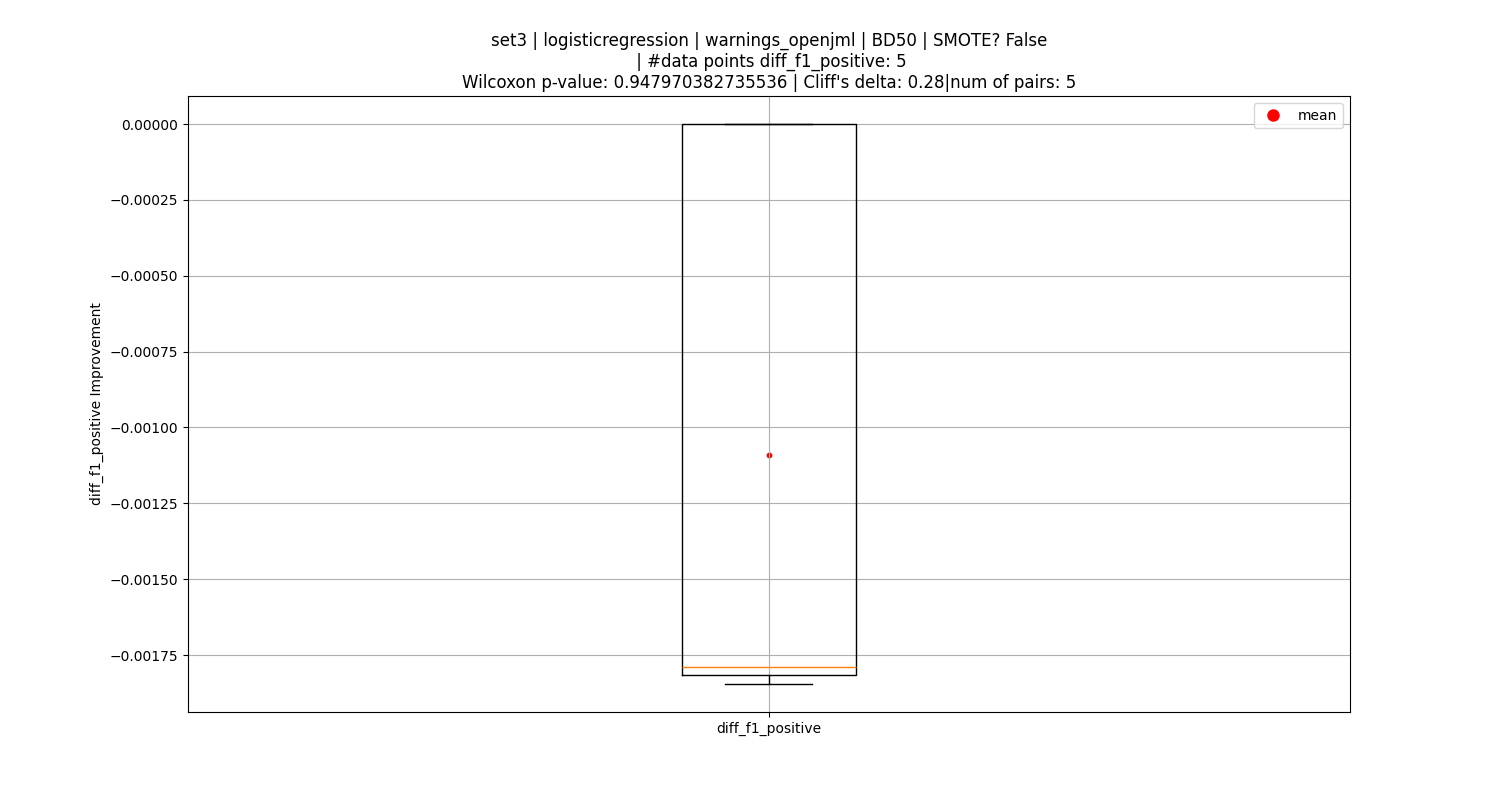 set3 | logisticregression | warnings_openjml | BD50 | SMOTE? False
| #data points diff_f1_positive: 5
Wilcoxon p-value: 0.947970382735536 | Cliff's delta: 0.28|num of pairs: 5
mean
0.00000
−0.00025
−0.00050
−0.00075
−0.00100
−0.00125
−0.00150
−0.00175
diff_f1_positive Improvement
diff_f1_positive